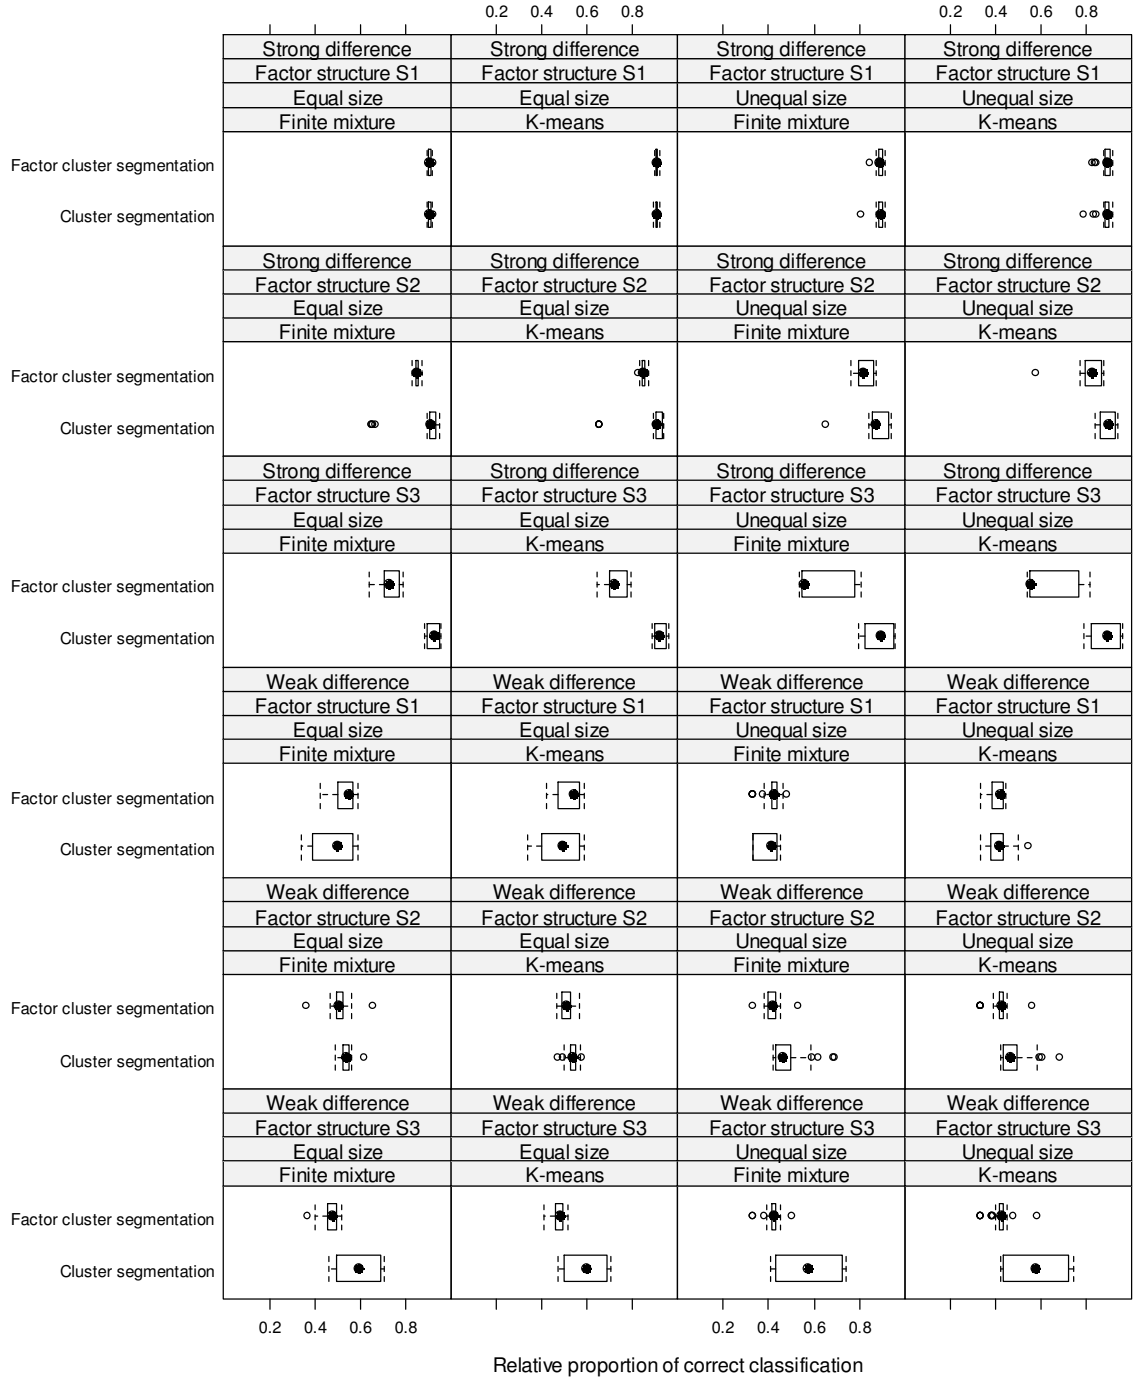 0.2 0.4 0.6 0.8 0.2 0.4 0.6 0.8
Strong difference Strong difference Strong difference Strong difference
Factor structure S1 Factor structure S1 Factor structure S1 Factor structure S1
Equal size Equal size Unequal size Unequal size
Finite mixture K-means Finite mixture K-means
Factor cluster segmentation
Cluster segmentation
Strong difference Strong difference Strong difference Strong difference
Factor structure S2 Factor structure S2 Factor structure S2 Factor structure S2
Equal size Equal size Unequal size Unequal size
Finite mixture K-means Finite mixture K-means
Factor cluster segmentation
Cluster segmentation
Strong difference Strong difference Strong difference Strong difference
Factor structure S3 Factor structure S3 Factor structure S3 Factor structure S3
Equal size Equal size Unequal size Unequal size
Finite mixture K-means Finite mixture K-means
Factor cluster segmentation
Cluster segmentation
Weak difference Weak difference Weak difference Weak difference
Factor structure S1 Factor structure S1 Factor structure S1 Factor structure S1
Equal size Equal size Unequal size Unequal size
Finite mixture K-means Finite mixture K-means
Factor cluster segmentation
Cluster segmentation
Weak difference Weak difference Weak difference Weak difference
Factor structure S2 Factor structure S2 Factor structure S2 Factor structure S2
Equal size Equal size Unequal size Unequal size
Finite mixture K-means Finite mixture K-means
Factor cluster segmentation
Cluster segmentation
Weak difference Weak difference Weak difference Weak difference
Factor structure S3 Factor structure S3 Factor structure S3 Factor structure S3
Equal size Equal size Unequal size Unequal size
Finite mixture K-means Finite mixture K-means
Factor cluster segmentation
Cluster segmentation
0.2 0.4 0.6 0.8 0.2 0.4 0.6 0.8
Relative proportion of correct classification